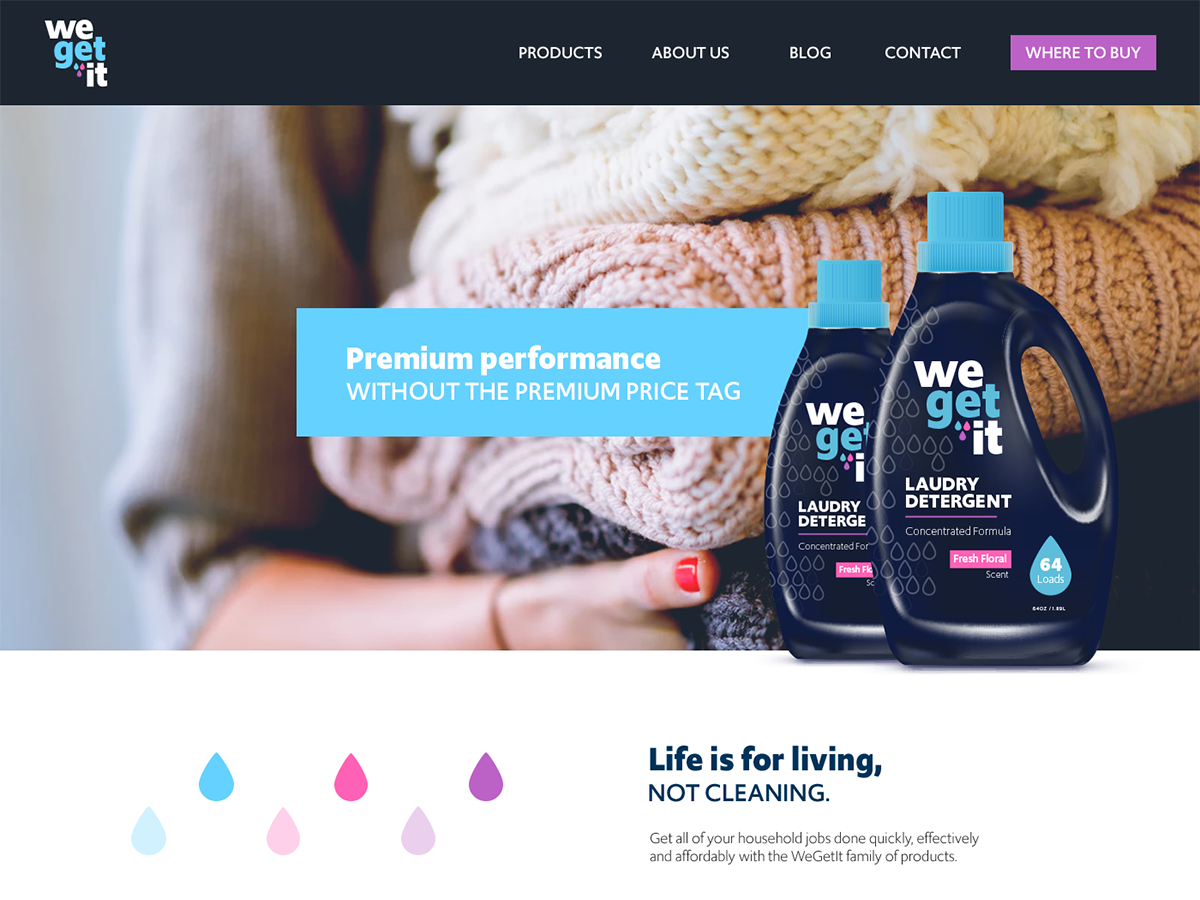 we
get
it
PRODUCTS
ABOUT US
BLOG
CONTACT
WHERE TO BUY
Premium performance
WITHOUT THE PREMIUM PRICE TAG
we
ge
i
LAUDRY
DETERGE
Concentrated For
Fresh Flo
Sc
we
get
it
LAUDRY
DETERGENT
Concentrated Formula
Fresh Floral
Scent
64
Loads
64OZ / 1.89L
Life is for living,
NOT CLEANING.
Get all of your household jobs done quickly, effectively
and affordably with the WeGetIt family of products.